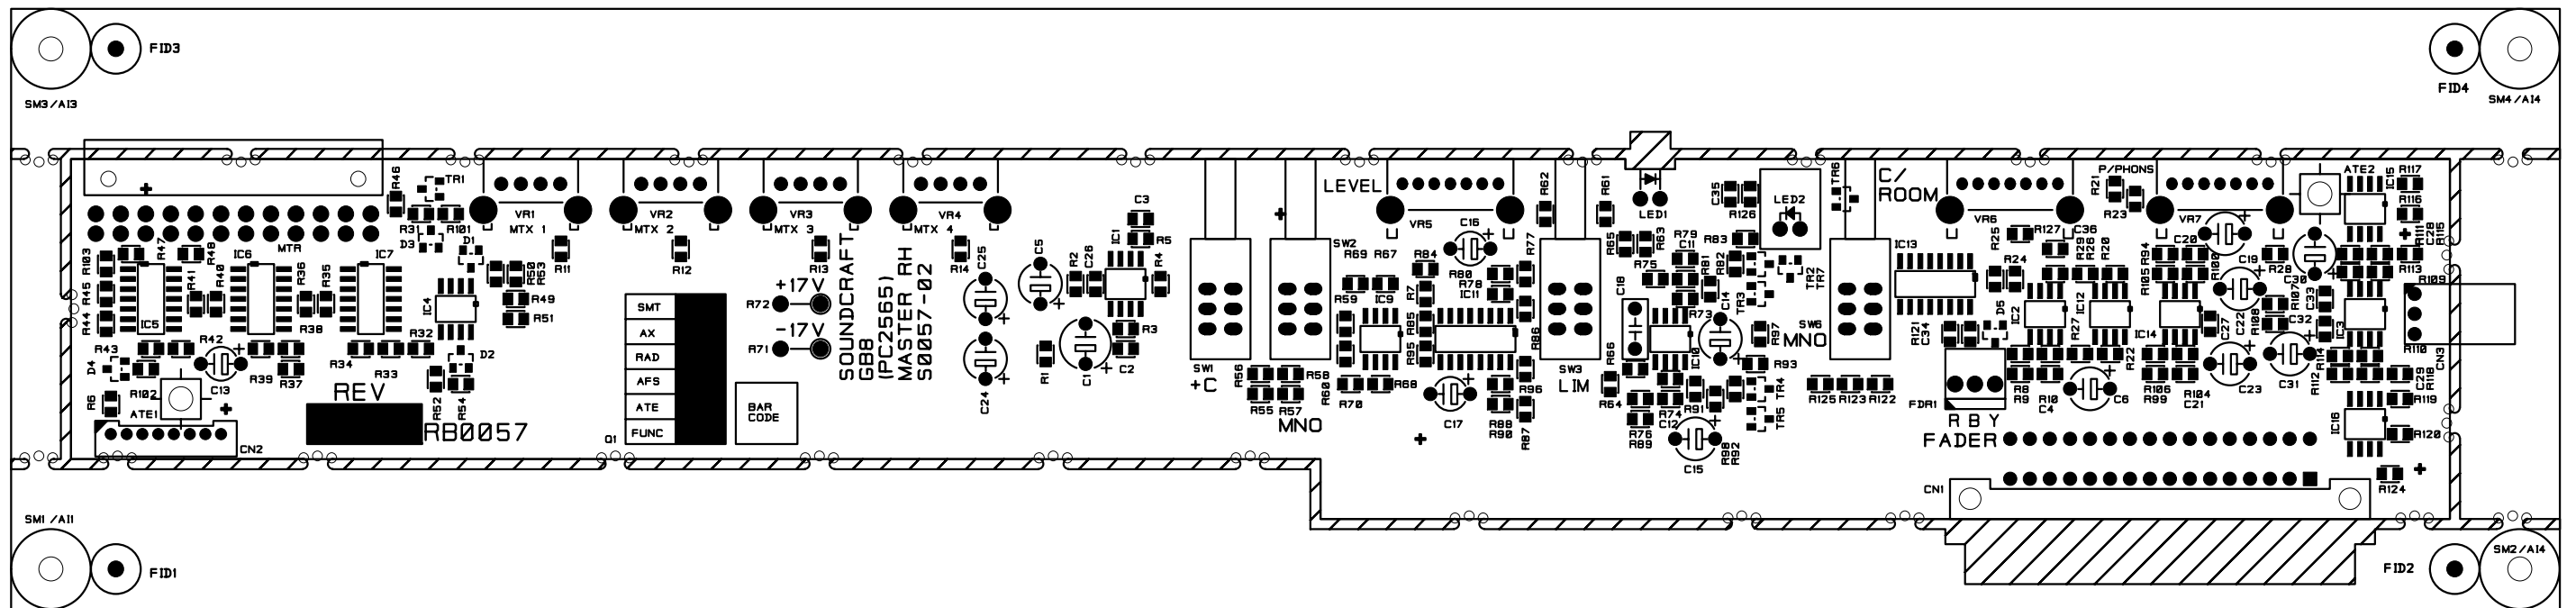 FID3
FID4
SM3/AI3
SM4/AI4
R46
TR1
VR1
MTX 1
VR2
MTX 2
VR3
MTX 3
VR4
MTX 4
C3
LEVEL
VR5
C16
R62
R61
LED1
C35
R126
LED2
TR6
C/
ROOM
VR6
R21
P/PHONS
R23
VR7
ATE2
IC15
R117
R116
R115
R111
C28
R113
MTR
R31
R101
D3
D1
R103
R47
R48
IC6
R36
R35
IC7
R41
R40
R50
R53
R11
R12
R13
R14
C25
C5
R2
C26
IC1
R5
R4
SW2
R69
R67
R84
R80
R78
IC11
R77
R65
R63
R79
C11
R75
R83
R82
R81
TR2
TR7
TR3
IC13
R25
R127
C36
R29
R26
R20
R24
R94
C20
R105
R100
C19
R28
C30
R109
R45
R44
IC5
R43
R42
R38
R34
R32
R33
IC4
R49
R51
D2
+17V
R72
-17V
R71
SOUNDCRAFT
GB8
(PC2565)
MASTER RH
S0057-02
R3
R1
C1
C2
C24
R59
IC9
R7
R85
R95
R86
C18
R73
C14
IC10
R97
SW6
MNO
R121
C34
D5
IC2
R27
IC12
IC14
C27
C22
R108
R107
C32
C33
IC3
R110
CN3
D4
R102
C13
R39
R37
R6
ATE1
REV
RB0057
R52
R54
CN2
SMT
AX
RAD
AFS
ATE
FUNC
Q1
BAR
CODE
SW1
+C
R56
R58
R55
R57
MNO
R60
R70
R68
C17
R88
R90
R96
R87
SW3
LIM
R66
R64
R74
C12
R76
R89
R91
R93
TR4
TR5
R98
R92
C15
R125
R123
R122
FDR1
R B Y
FADER
R9
R8
R10
C4
C6
R22
R106
R99
R104
C21
C23
C31
R112
R114
C29
R118
R119
IC16
R120
R124
CN1
SM1/AI1
FID1
FID2
SM2/AI4